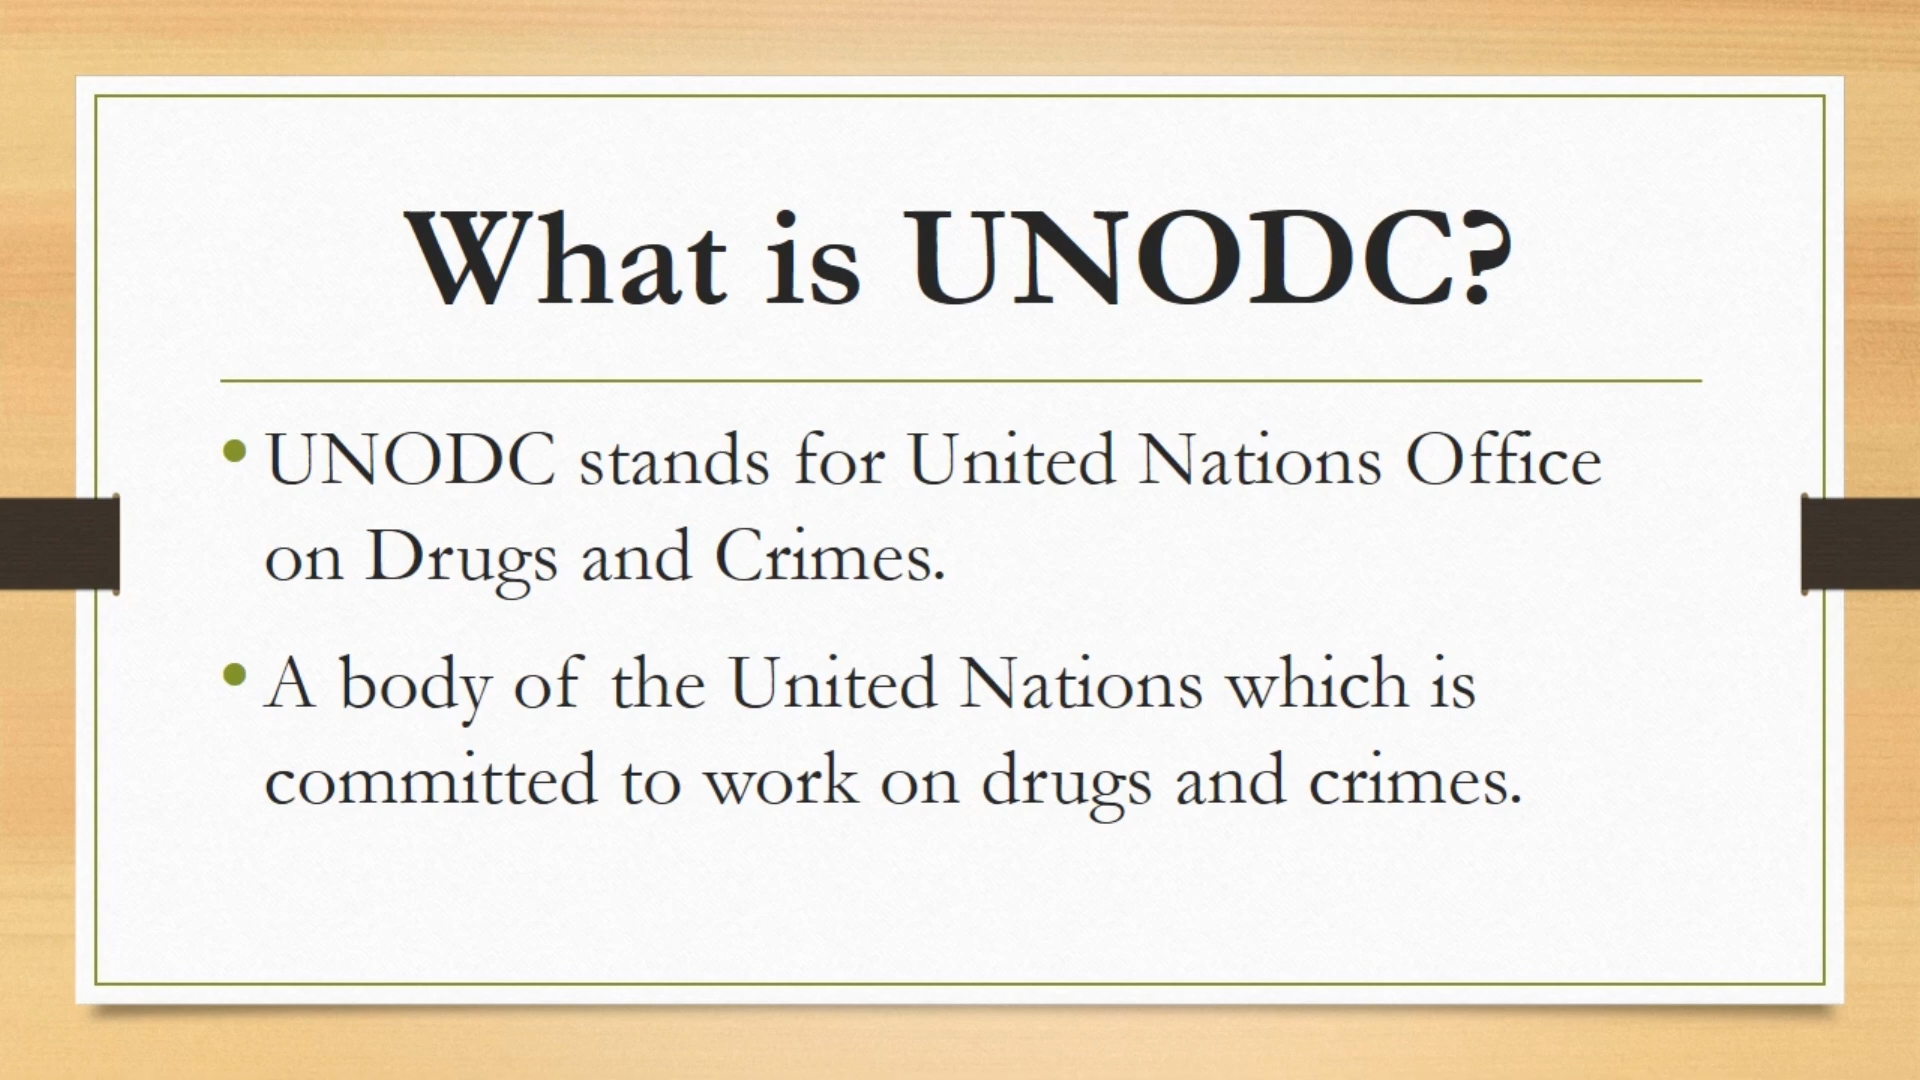 What is UNODC?
• UNODC stands for United Nations Office
on Drugs and Crimes.
• A body of the United Nations which is
committed to work on drugs and crimes.